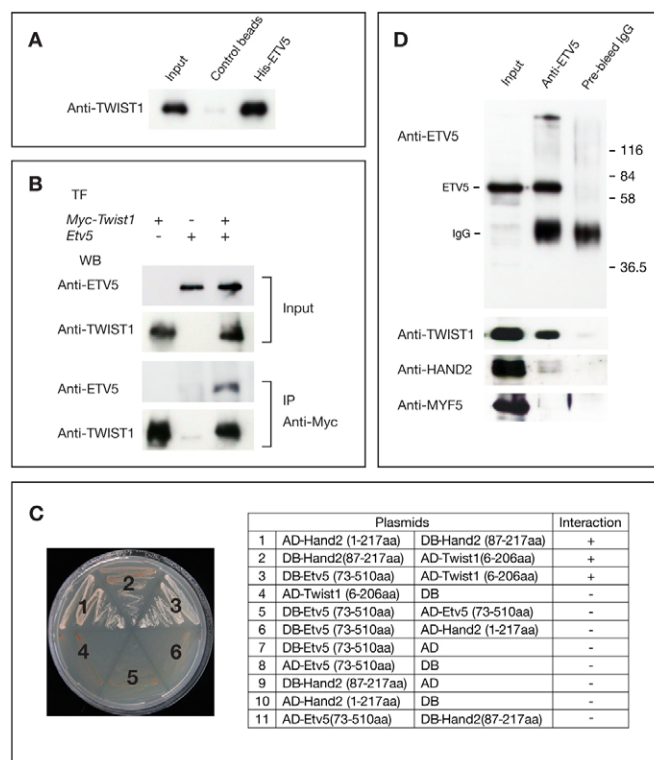 A
Input
Control beads
His-ETV5
Anti-TWIST1
B
TF
Myc-Twist1 + - +
Etv5 - + +
WB
Anti-ETV5
Anti-TWIST1
Input
Anti-ETV5
Anti-TWIST1
IP
Anti-Myc
D
Input
Anti-ETV5
Pre-bleed IgG
Anti-ETV5
- 116
- 84
ETV5 -
- 58
IgG -
- 36.5
Anti-TWIST1
Anti-HAND2
Anti-MYF5
C
1
2
3
4
5
6
Plasmids Interaction
1 AD-Hand2 (1-217aa) DB-Hand2 (87-217aa) +
2 DB-Hand2(87-217aa) AD-Twist1(6-206aa) +
3 DB-Etv5 (73-510aa) AD-Twist1 (6-206aa) +
4 AD-Twist1 (6-206aa) DB -
5 DB-Etv5 (73-510aa) AD-Etv5 (73-510aa) -
6 DB-Etv5 (73-510aa) AD-Hand2 (1-217aa) -
7 DB-Etv5 (73-510aa) AD -
8 AD-Etv5 (73-510aa) DB -
9 DB-Hand2 (87-217aa) AD -
10 AD-Hand2 (1-217aa) DB -
11 AD-Etv5(73-510aa) DB-Hand2(87-217aa) -